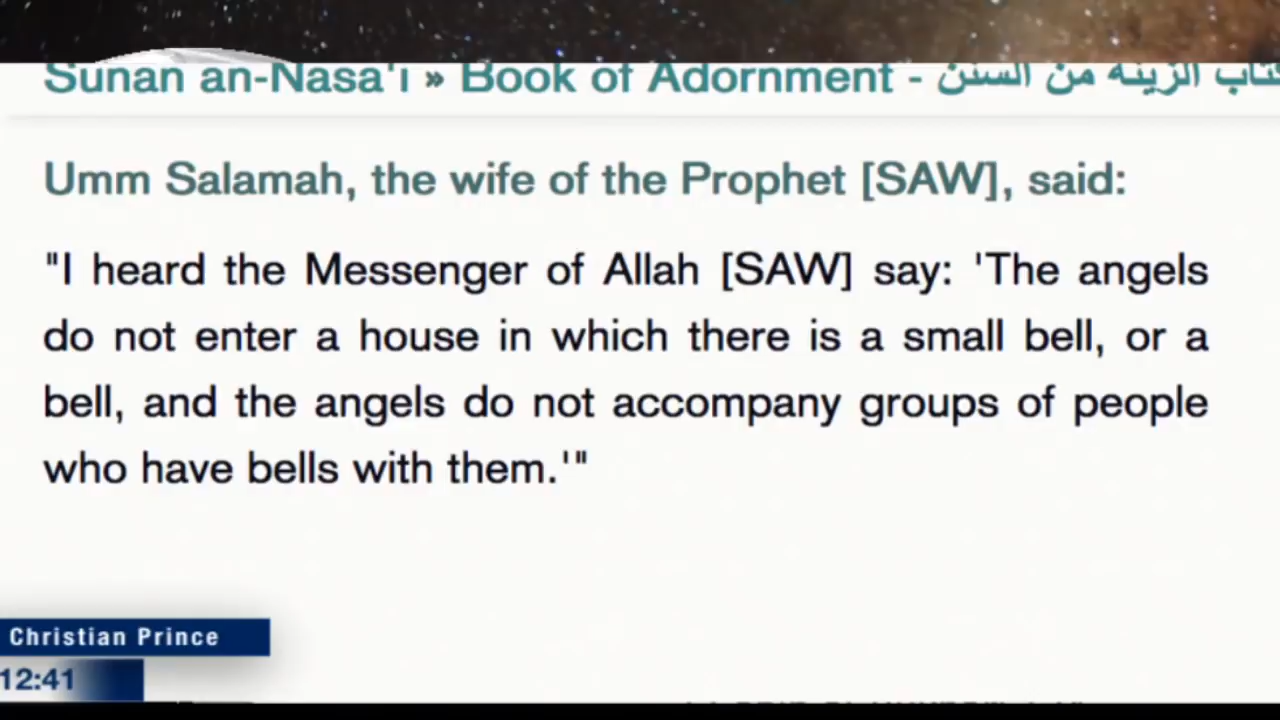 Sunan an-Nasa'i » Book of Adornment - كتاب الزينة من السنن
Umm Salamah, the wife of the Prophet [SAW], said:
"I heard the Messenger of Allah [SAW] say: 'The angels
do not enter a house in which there is a small bell, or a
bell, and the angels do not accompany groups of people
who have bells with them.'"
Christian Prince
12:41